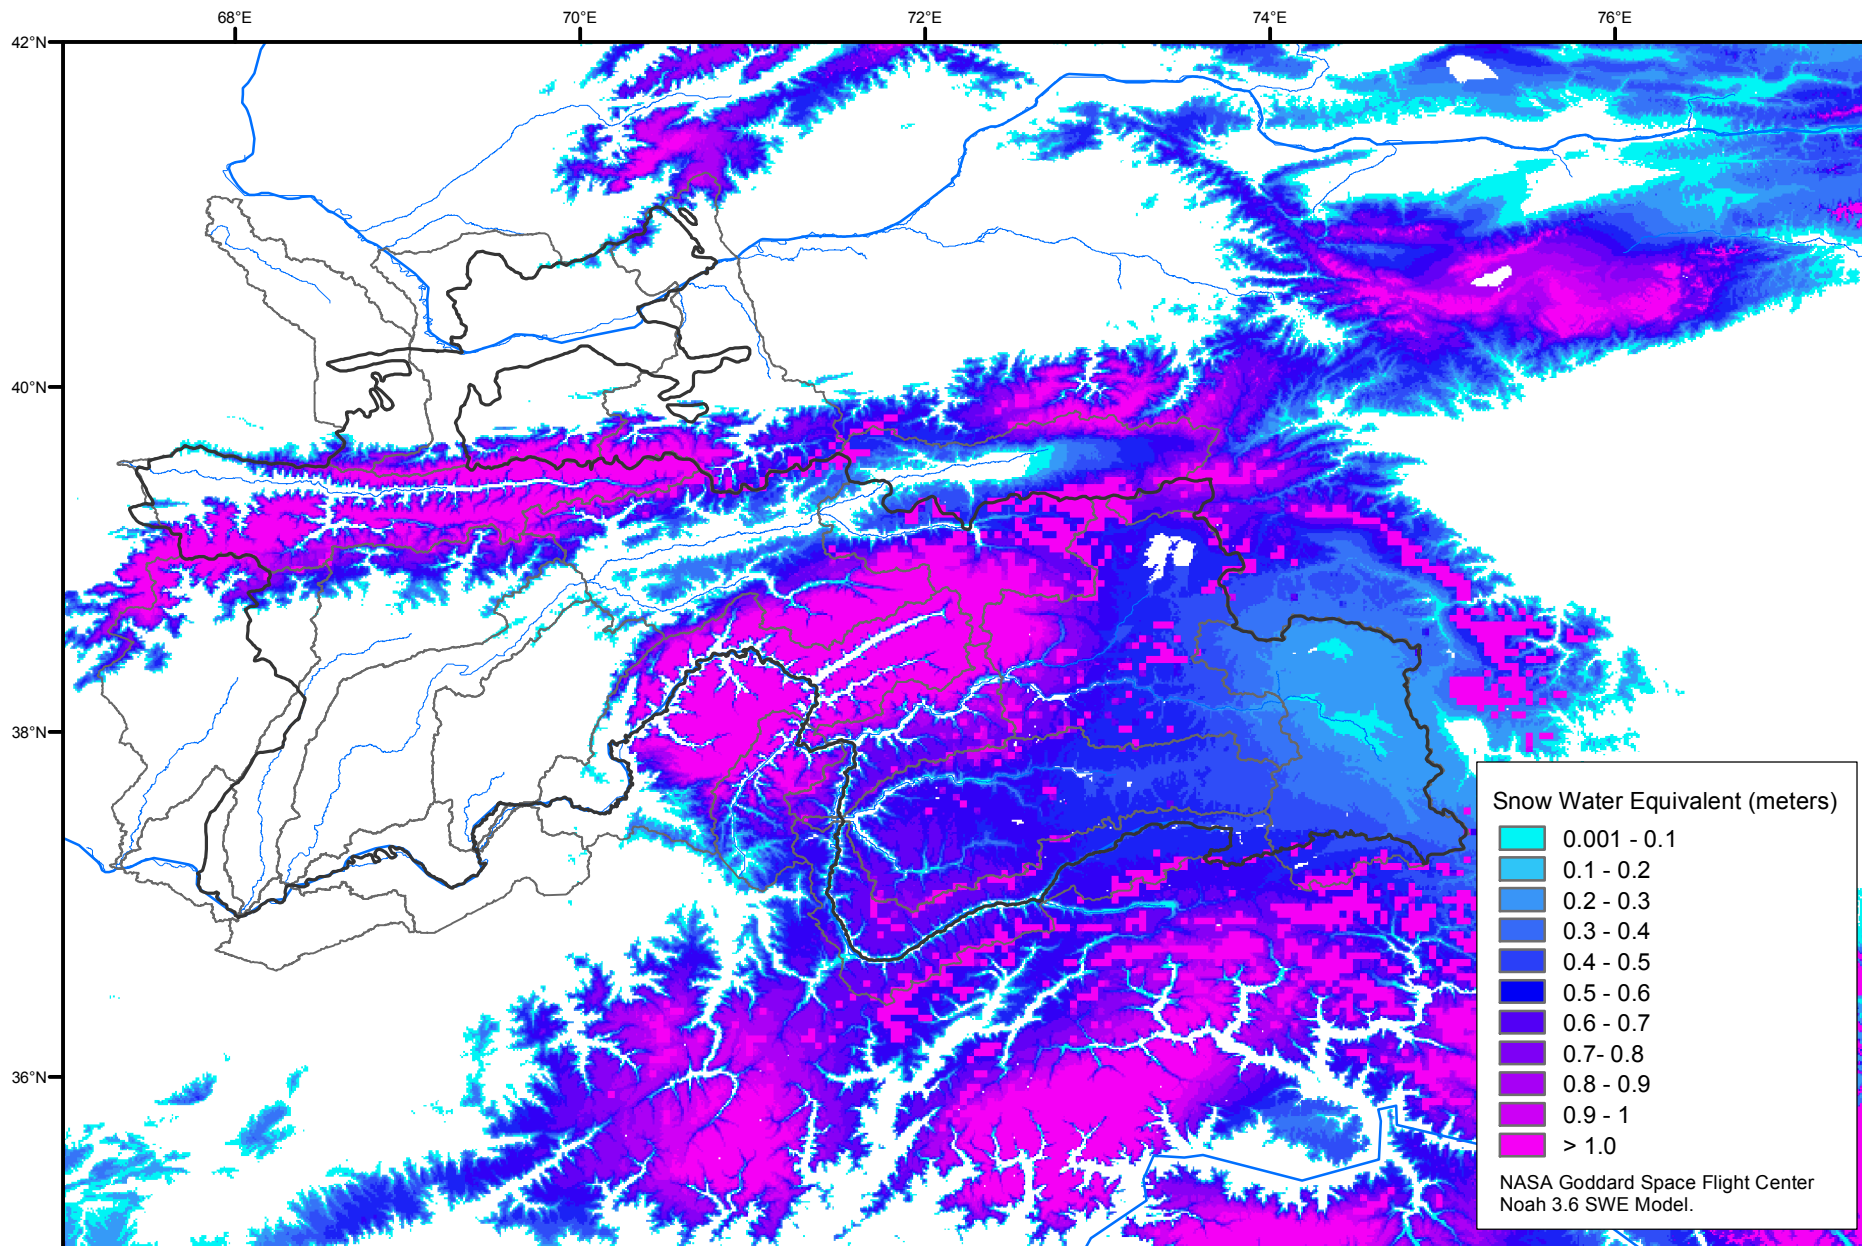 68°E 70°E 72°E 74°E 76°E
42°N
40°N
38°N
36°N
Snow Water Equivalent (meters)
0.001 - 0.1
0.1 - 0.2
0.2 - 0.3
0.3 - 0.4
0.4 - 0.5
0.5 - 0.6
0.6 - 0.7
0.7- 0.8
0.8 - 0.9
0.9 - 1
> 1.0
NASA Goddard Space Flight Center
Noah 3.6 SWE Model.